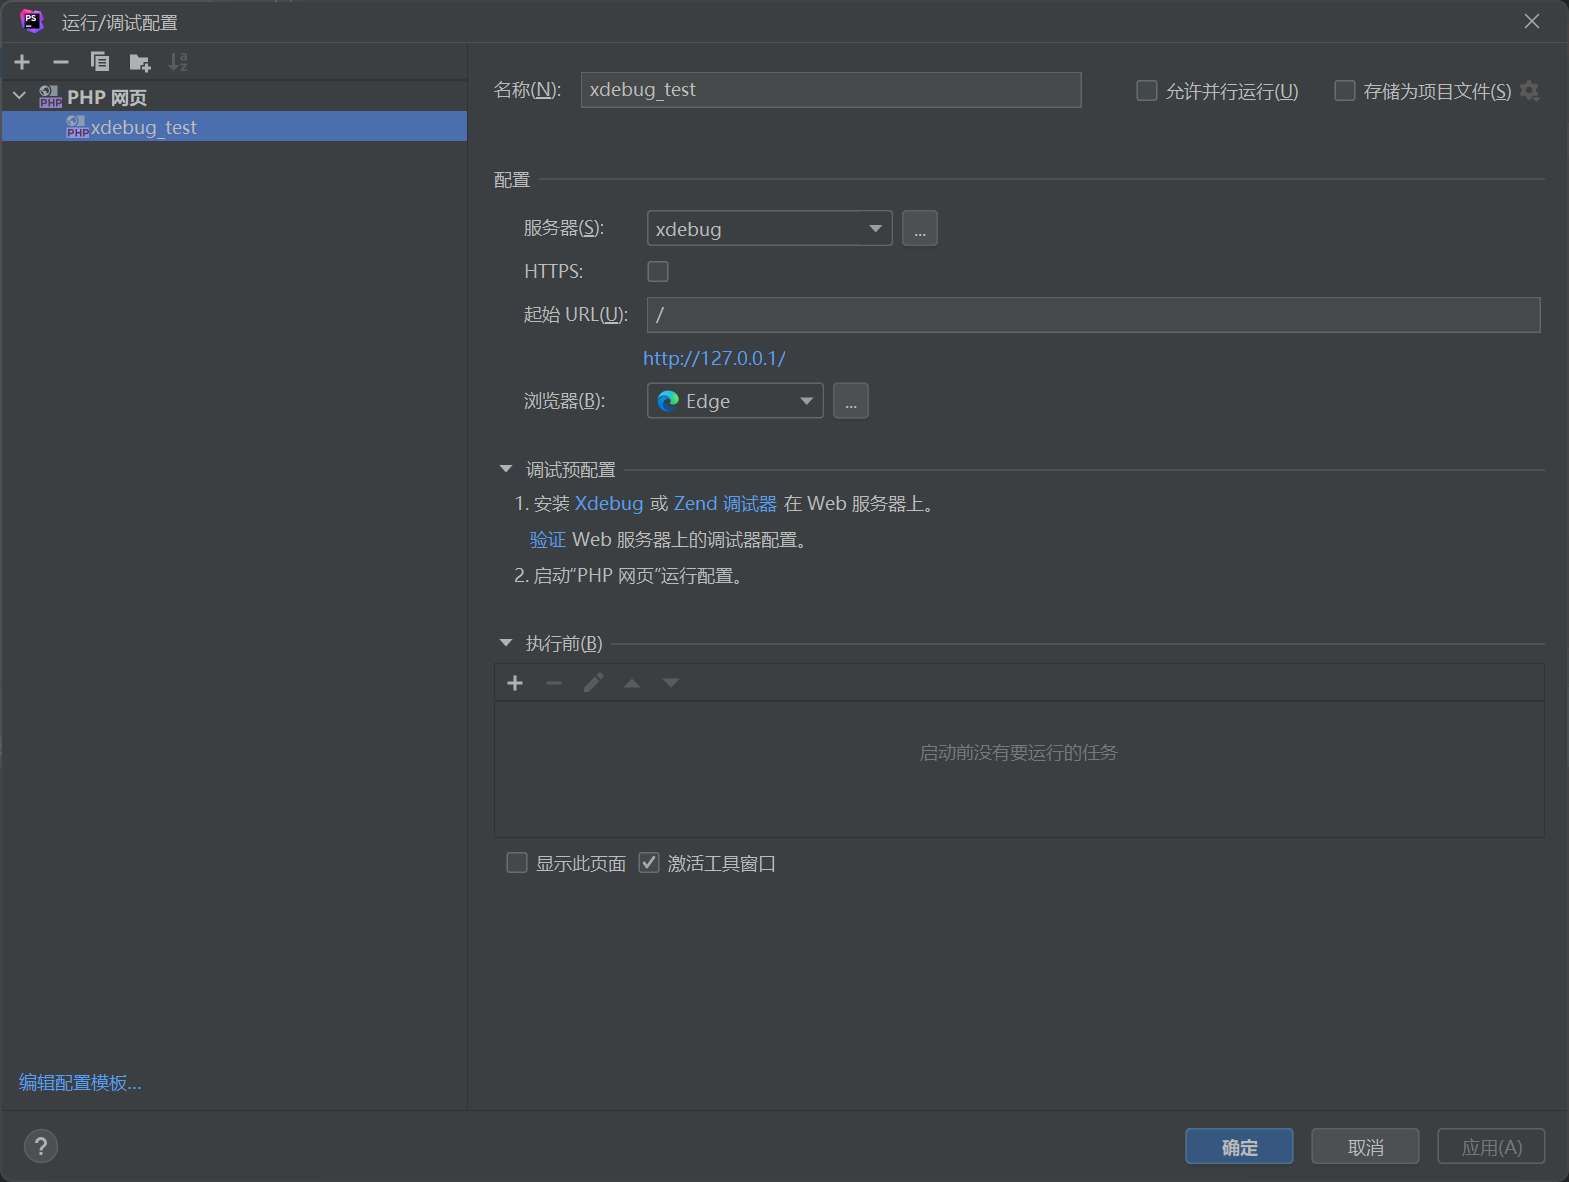 运行/调试配置
PHP 网页
xdebug_test
名称(N):
xdebug_test
允许并行运行(U)
存储为项目文件(S)
配置
服务器(S):
xdebug
...
HTTPS:
起始 URL(U):
/
http://127.0.0.1/
浏览器(B):
Edge
...
调试预配置
1. 安装 Xdebug 或 Zend 调试器 在 Web 服务器上。
验证 Web 服务器上的调试器配置。
2. 启动“PHP 网页”运行配置。
执行前(B)
启动前没有要运行的任务
显示此页面
激活工具窗口
编辑配置模板...
?
确定
取消
应用(A)